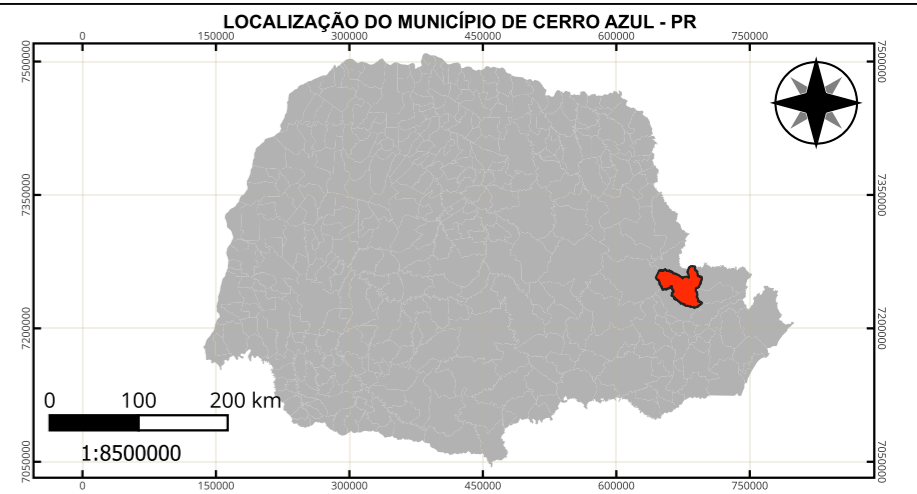 LOCALIZAÇÃO DO MUNICÍPIO DE CERRO AZUL - PR
0 150000 300000 450000 600000 750000
7500000 7500000
7350000 7350000
7200000 7200000
7050000 7050000
0 100 200 km
1:8500000
0 150000 300000 450000 600000 750000